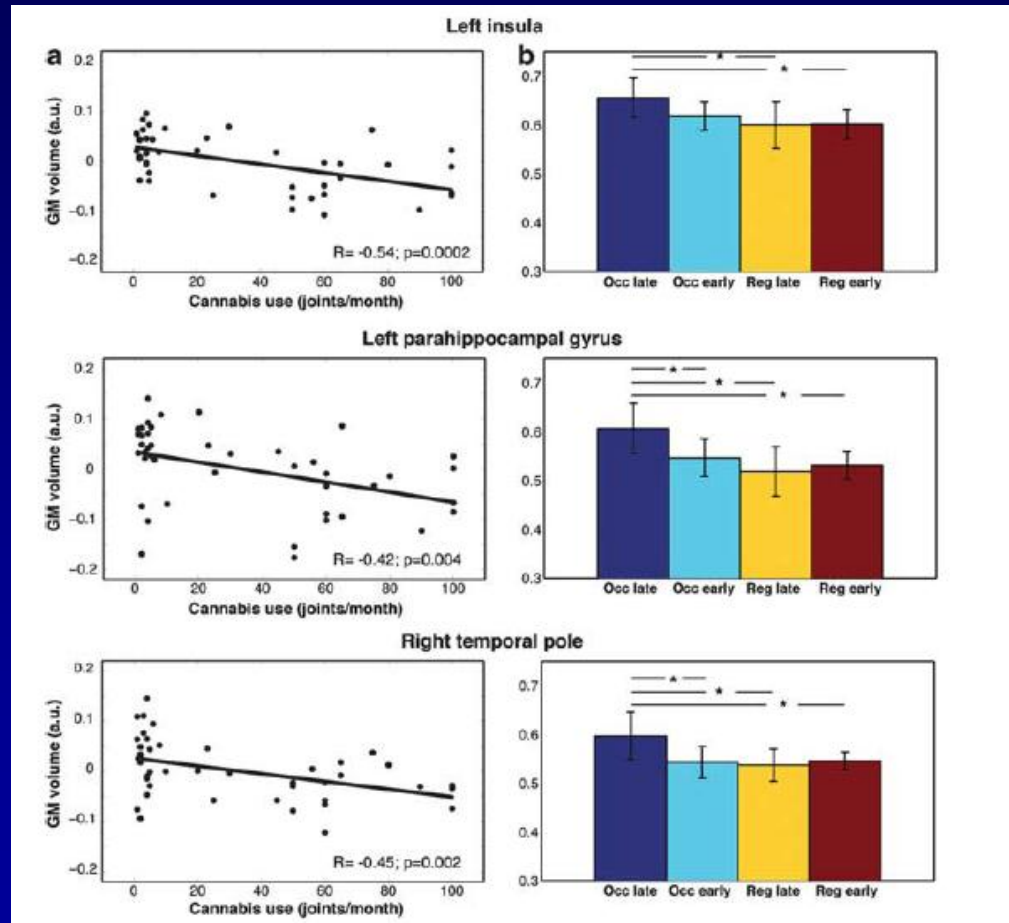 Left insula
a
b
GM volume (a.u.)
0.2
0.1
0
−0.1
−0.2
R= -0.54; p=0.0002
0 20 40 60 80 100
Cannabis use (joints/month)
0.7
0.6
0.5
0.4
0.3
* 
*
Occ late Occ early Reg late Reg early
Left parahippocampal gyrus
GM volume (a.u.)
0.2
0.1
0
−0.1
−0.2
R= -0.42; p=0.004
0 20 40 60 80 100
Cannabis use (joints/month)
0.7
0.6
0.5
0.4
0.3
*
*
*
Occ late Occ early Reg late Reg early
Right temporal pole
GM volume (a.u.)
0.2
0.1
0
−0.1
−0.2
R= -0.45; p=0.002
0 20 40 60 80 100
Cannabis use (joints/month)
0.7
0.6
0.5
0.4
0.3
*
*
*
Occ late Occ early Reg late Reg early